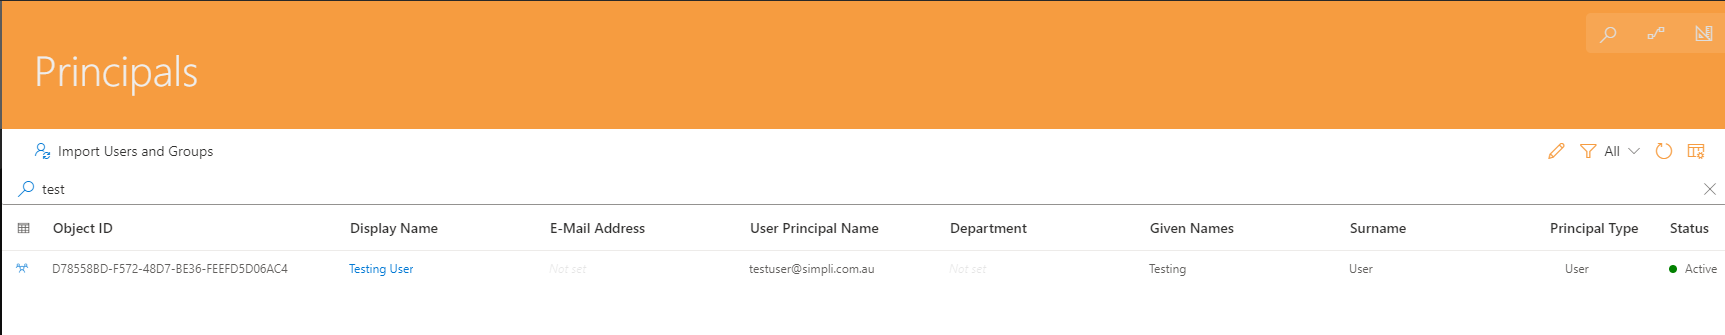 Principals
Import Users and Groups All
test
Object ID Display Name E-Mail Address User Principal Name Department Given Names Surname Principal Type Status
D78558BD-F572-48D7-BE36-FEEFD5D06AC4 Testing User Not set testuser@simpli.com.au Not set Testing User User Active